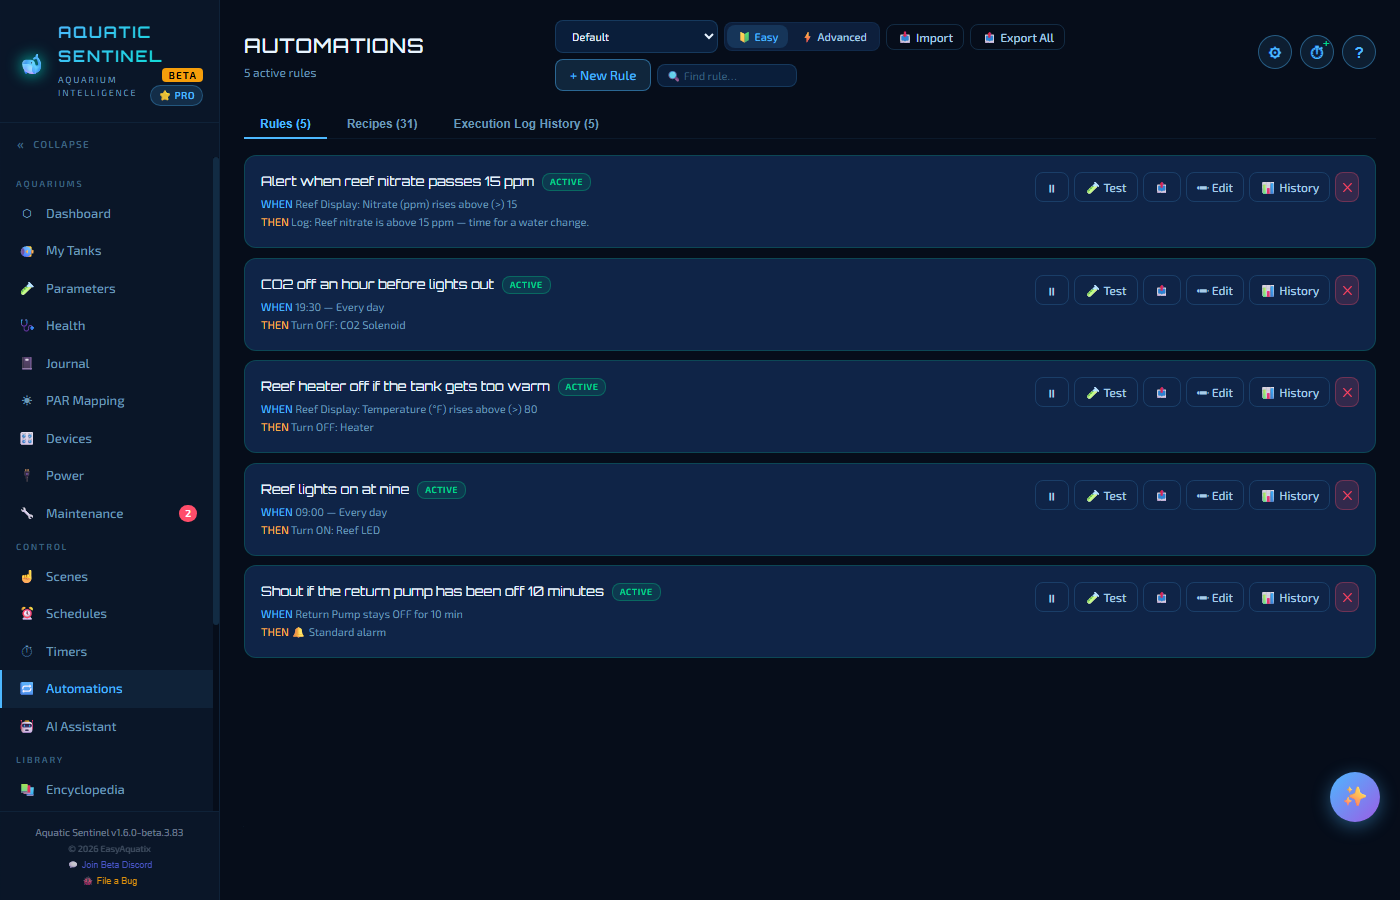 AQUATIC
SENTINEL
AQUARIUM
INTELLIGENCE
BETA
⭐ PRO
« COLLAPSE
AQUARIUMS
Dashboard
My Tanks
Parameters
Health
Journal
PAR Mapping
Devices
Power
Maintenance 2
CONTROL
Scenes
Schedules
Timers
Automations
AI Assistant
LIBRARY
Encyclopedia
Aquatic Sentinel v1.6.0-beta.3.83
© 2026 EasyAquatix
Join Beta Discord
File a Bug
AUTOMATIONS
5 active rules
Default
Easy
Advanced
Import
Export All
+ New Rule
Find rule...
?
Rules (5)
Recipes (31)
Execution Log History (5)
Alert when reef nitrate passes 15 ppm ACTIVE
WHEN Reef Display: Nitrate (ppm) rises above (>) 15
THEN Log: Reef nitrate is above 15 ppm — time for a water change.
Test
Edit
History
CO2 off an hour before lights out ACTIVE
WHEN 19:30 — Every day
THEN Turn OFF: CO2 Solenoid
Test
Edit
History
Reef heater off if the tank gets too warm ACTIVE
WHEN Reef Display: Temperature (°F) rises above (>) 80
THEN Turn OFF: Heater
Test
Edit
History
Reef lights on at nine ACTIVE
WHEN 09:00 — Every day
THEN Turn ON: Reef LED
Test
Edit
History
Shout if the return pump has been off 10 minutes ACTIVE
WHEN Return Pump stays OFF for 10 min
THEN 🔔 Standard alarm
Test
Edit
History